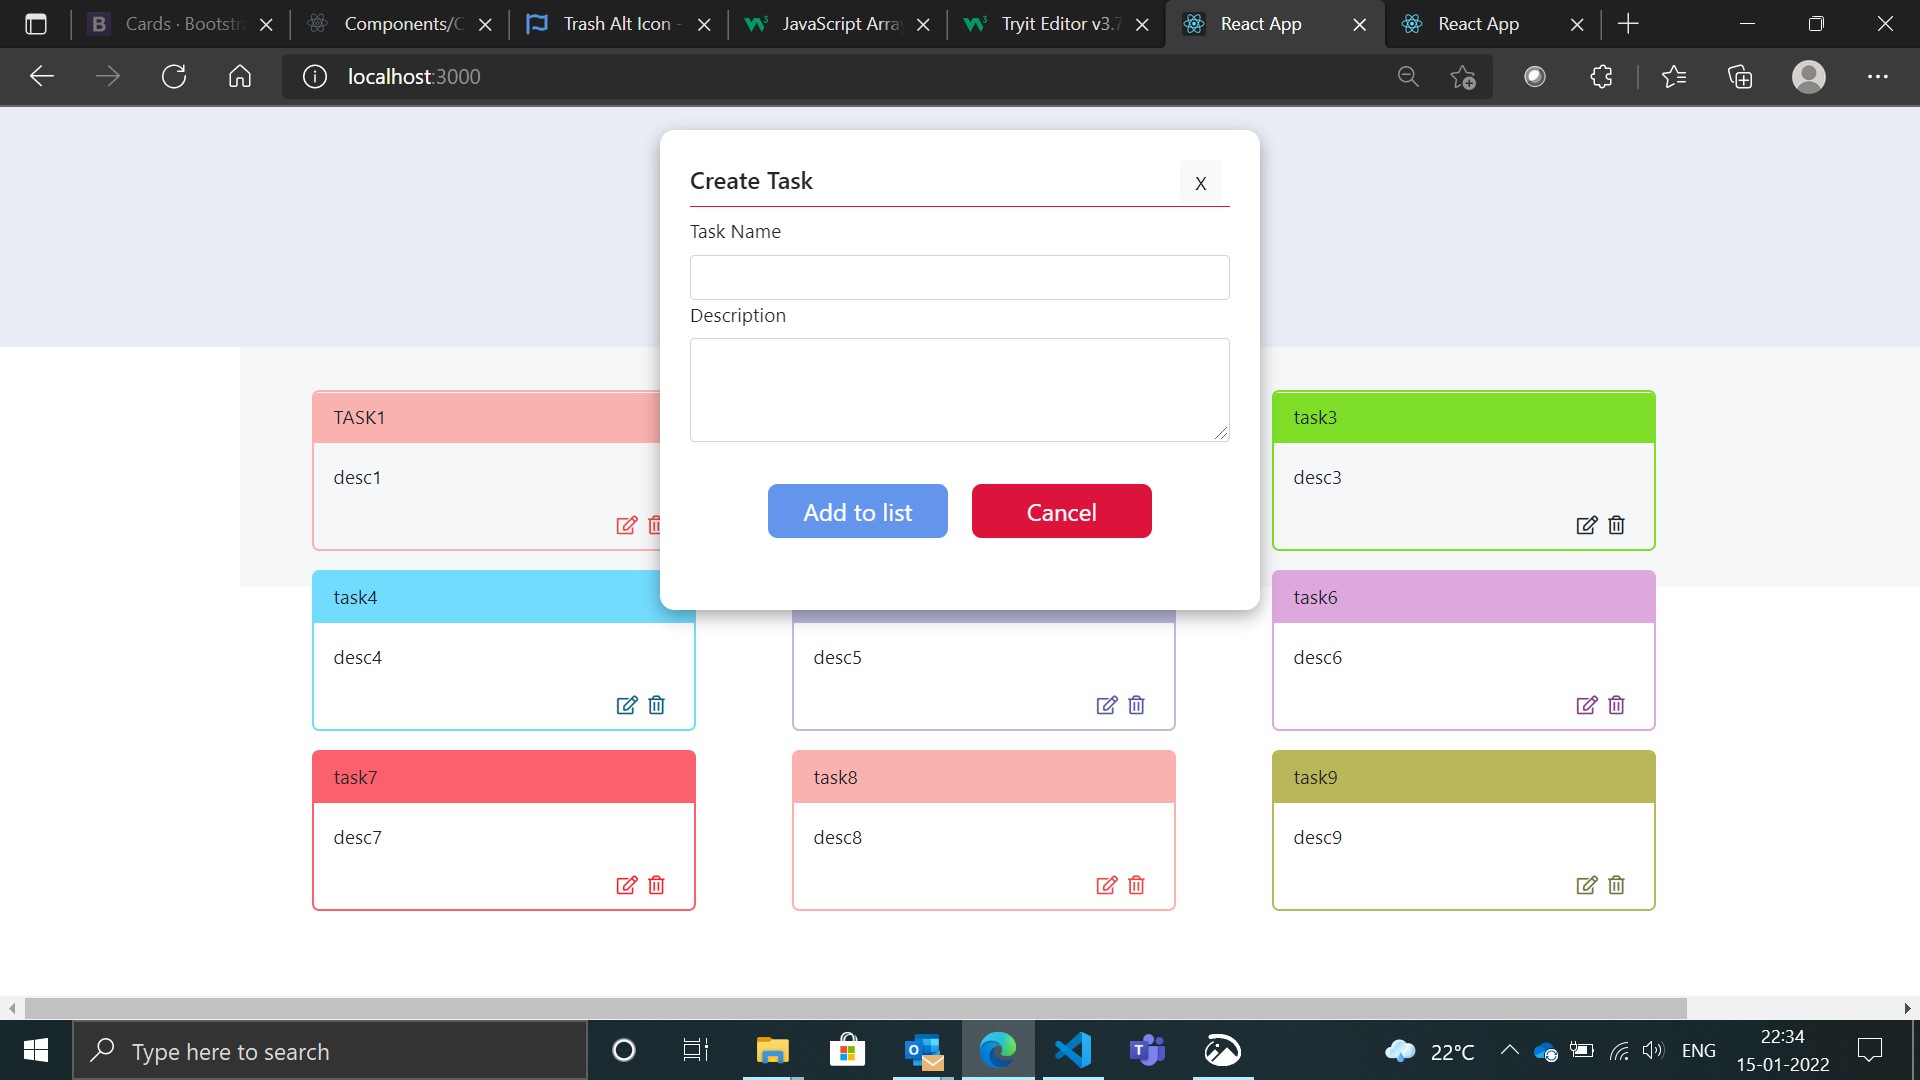 Cards · Bootstr
Components/C
Trash Alt Icon -
JavaScript Arra
Tryit Editor v3.7
React App
React App
localhost:3000
Create Task
X
Task Name
Description
Add to list
Cancel
TASK1
desc1
task3
desc3
task4
desc4
desc5
task6
desc6
task7
desc7
task8
desc8
task9
desc9
Type here to search
22°C
ENG
22:34
15-01-2022